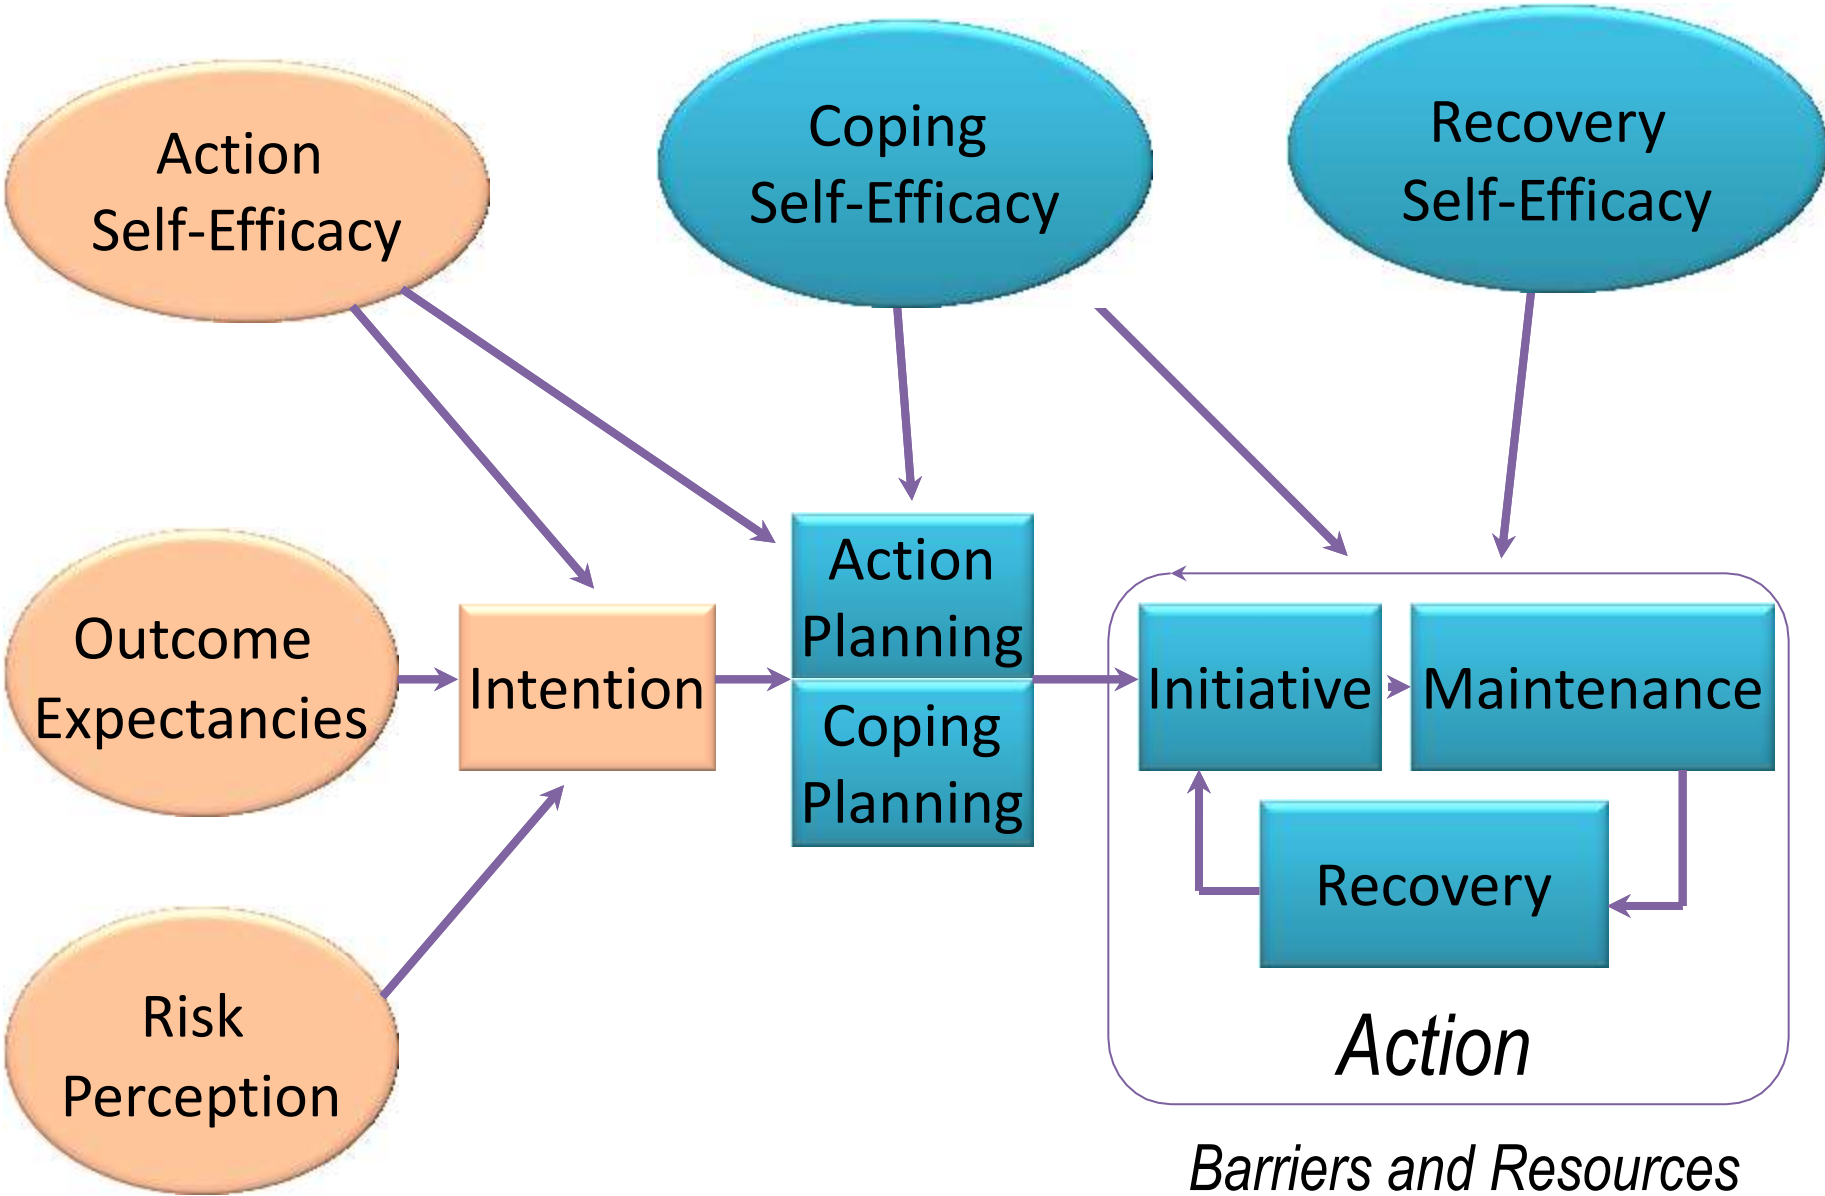 Action
Self-Efficacy
Coping
Self-Efficacy
Recovery
Self-Efficacy
Outcome
Expectancies
Intention
Action
Planning
Coping
Planning
Initiative
Maintenance
Recovery
Risk
Perception
Action
Barriers and Resources